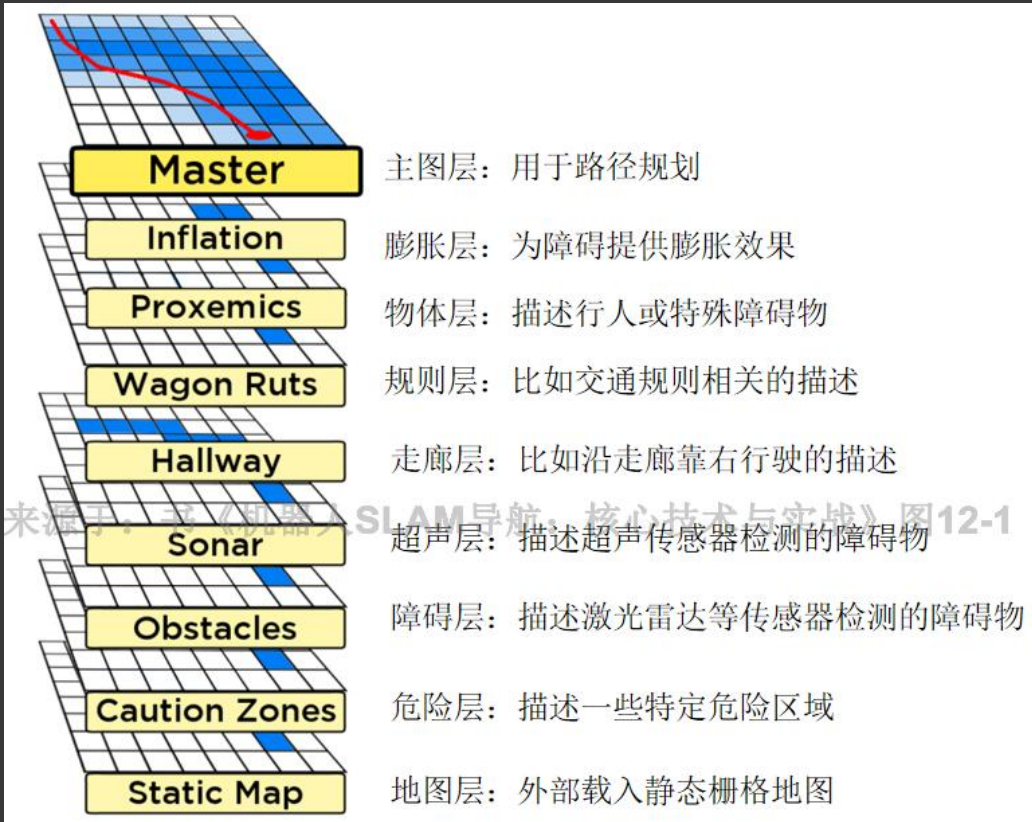 Master 主图层：用于路径规划
Inflation 膨胀层：为障碍提供膨胀效果
Proxemics 物体层：描述行人或特殊障碍物
Wagon Ruts 规则层：比如交通规则相关的描述
Hallway 走廊层：比如沿走廊靠右行驶的描述
来源于：书《机器人SLAM导航：核心技术与实战》图12-1
Sonar 超声层：描述超声传感器检测的障碍物
Obstacles 障碍层：描述激光雷达等传感器检测的障碍物
Caution Zones 危险层：描述一些特定危险区域
Static Map 地图层：外部载入静态栅格地图